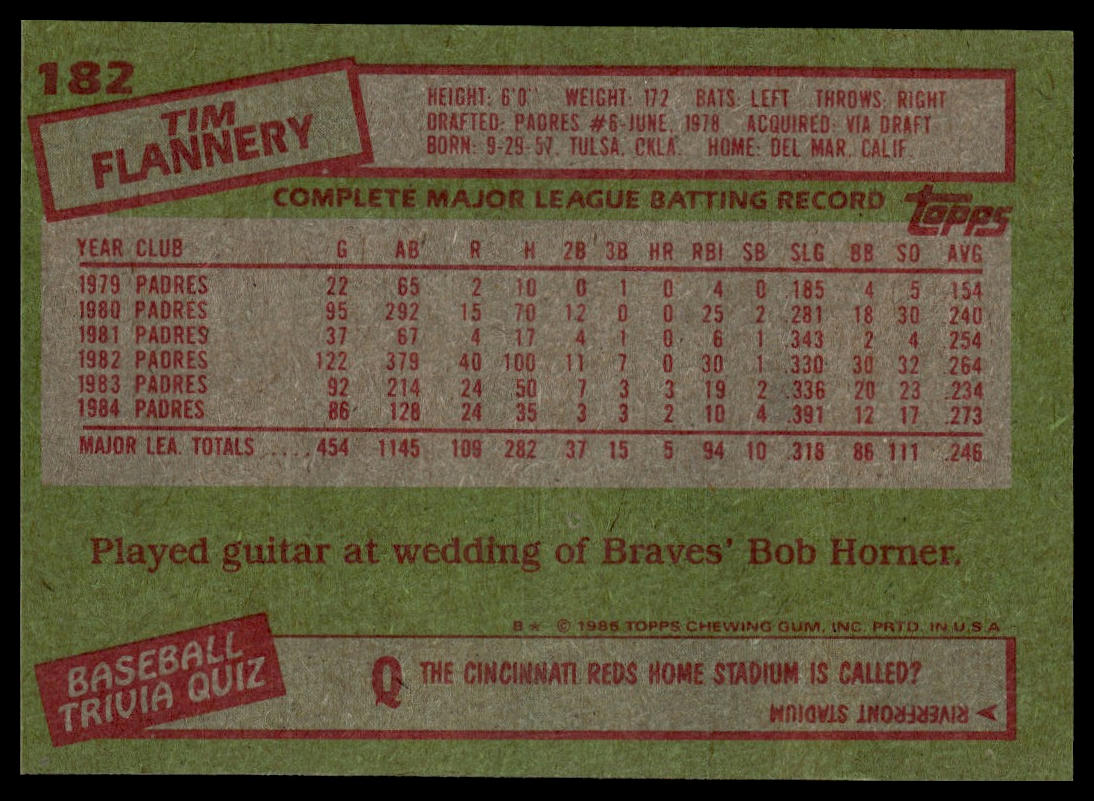 182
TIM
FLANNERY
HEIGHT: 6'0" WEIGHT: 172 BATS: LEFT THROWS: RIGHT
DRAFTED: PADRES #6-JUNE, 1978 ACQUIRED: VIA DRAFT
BORN: 9-29-57, TULSA, OKLA. HOME: DEL MAR, CALIF.
COMPLETE MAJOR LEAGUE BATTING RECORD
topps
YEAR CLUB G AB R H 2B 3B HR RBI SB SLG BB SO AVG
1979 PADRES 22 65 2 10 0 1 0 4 0 .185 4 5 .154
1980 PADRES 95 292 15 70 12 0 0 25 2 .281 18 30 .240
1981 PADRES 37 67 4 17 4 1 0 6 1 .343 2 4 .254
1982 PADRES 122 379 40 100 11 7 0 30 1 .330 30 32 .264
1983 PADRES 92 214 24 50 7 3 3 19 2 .336 20 23 .234
1984 PADRES 86 128 24 35 3 3 2 10 4 .391 12 17 .273
MAJOR LEA. TOTALS .... 454 1145 109 282 37 15 5 94 10 .318 86 111 .246
Played guitar at wedding of Braves' Bob Horner.
B* © 1985 TOPPS CHEWING GUM, INC. PRTD. IN U.S.A.
BASEBALL
TRIVIA QUIZ
Q THE CINCINNATI REDS HOME STADIUM IS CALLED?
RIVERFRONT STADIUM